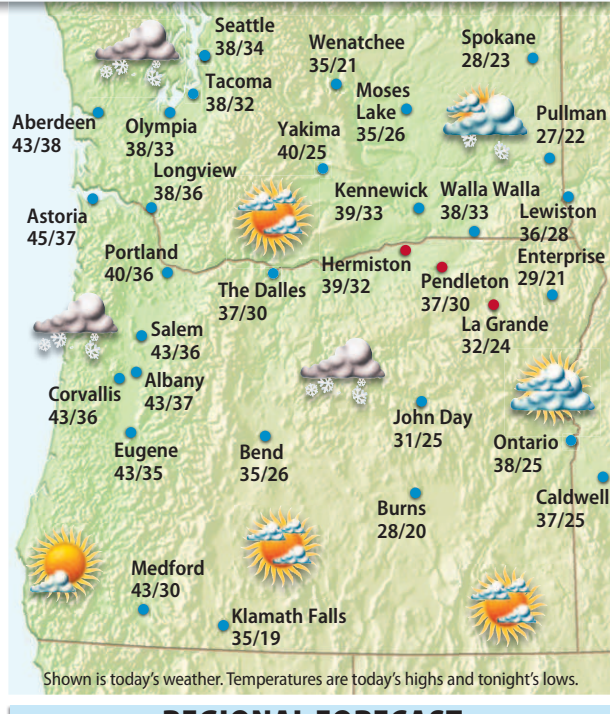 Seattle
38/34
Wenatchee
35/21
Spokane
28/23
Tacoma
38/32
Moses
Lake
35/26
Pullman
27/22
Aberdeen
43/38
Olympia
38/33
Yakima
40/25
Longview
38/36
Kennewick
39/33
Walla Walla
38/33
Lewiston
36/28
Astoria
45/37
Portland
40/36
The Dalles
37/30
Hermiston
39/32
Pendleton
37/30
Enterprise
29/21
La Grande
32/24
Salem
43/36
Albany
43/37
Corvallis
43/36
Eugene
43/35
Bend
35/26
John Day
31/25
Ontario
38/25
Caldwell
37/25
Burns
28/20
Medford
43/30
Klamath Falls
35/19
Shown is today's weather. Temperatures are today's highs and tonight's lows.
REGIONAL FORECAST